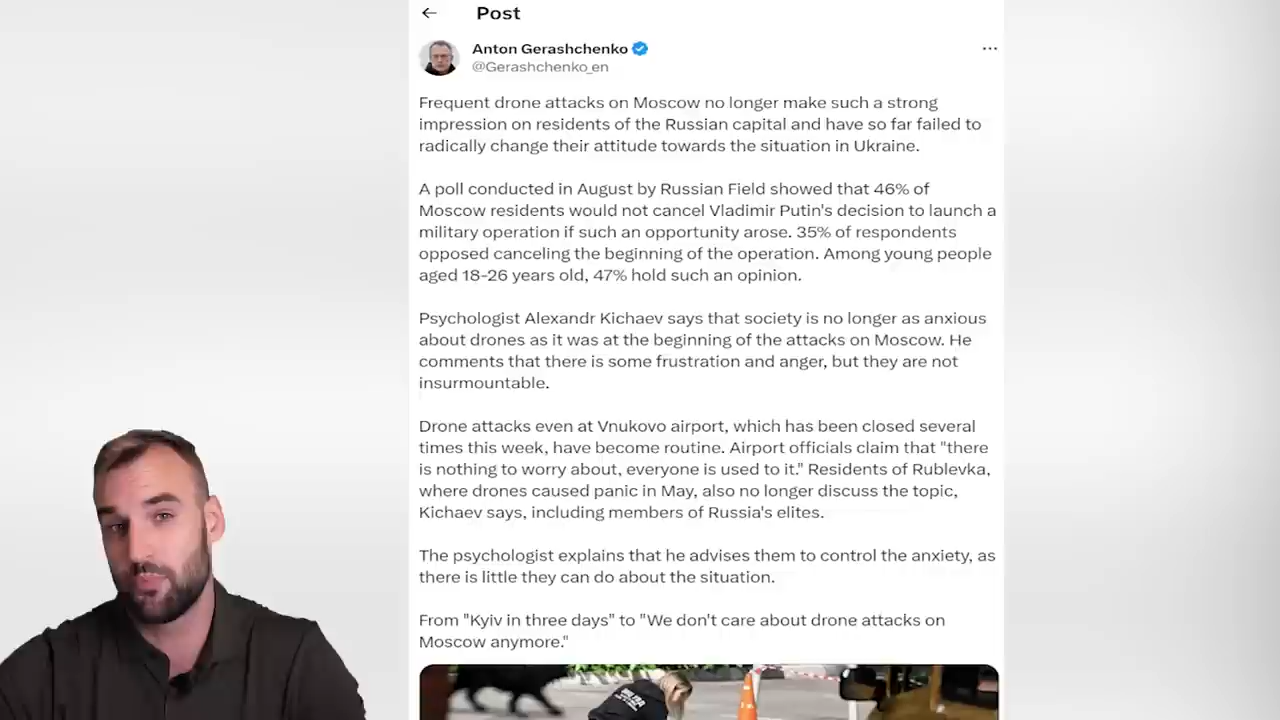 Post
Anton Gerashchenko
@Gerashchenko_en
Frequent drone attacks on Moscow no longer make such a strong
impression on residents of the Russian capital and have so far failed to
radically change their attitude towards the situation in Ukraine.
A poll conducted in August by Russian Field showed that 46% of
Moscow residents would not cancel Vladimir Putin's decision to launch a
military operation if such an opportunity arose. 35% of respondents
opposed canceling the beginning of the operation. Among young people
aged 18-26 years old, 47% hold such an opinion.
Psychologist Alexandr Kichaev says that society is no longer as anxious
about drones as it was at the beginning of the attacks on Moscow. He
comments that there is some frustration and anger, but they are not
insurmountable.
Drone attacks even at Vnukovo airport, which has been closed several
times this week, have become routine. Airport officials claim that "there
is nothing to worry about, everyone is used to it." Residents of Rublevka,
where drones caused panic in May, also no longer discuss the topic,
Kichaev says, including members of Russia's elites.
The psychologist explains that he advises them to control the anxiety, as
there is little they can do about the situation.
From "Kyiv in three days" to "We don't care about drone attacks on
Moscow anymore."